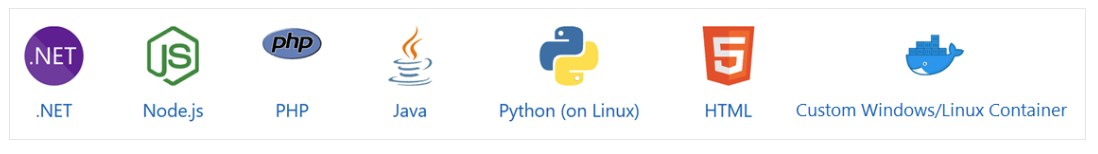 .NET
JS
php
5
.NET
Node.js
PHP
Java
Python (on Linux)
HTML
Custom Windows/Linux Container